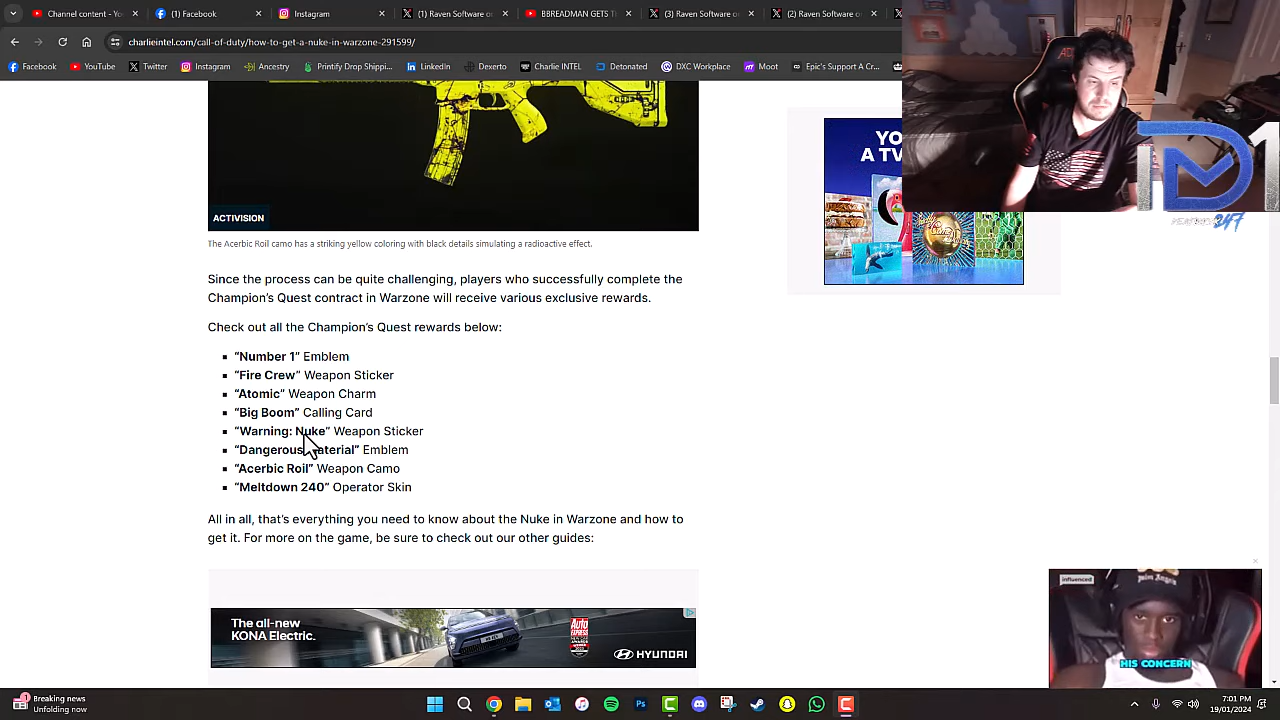 Channel content - You
(1) Facebook
Instagram
(1) Raven Software o
BBREADMAN GETS T
(3) Raven Software o
(2) Raven Software o
charlieintel.com/call-of-duty/how-to-get-a-nuke-in-warzone-291599/
Facebook
YouTube
Twitter
Instagram
Ancestry
Printify Drop Shippi...
LinkedIn
Dexerto
Charlie INTEL
Detonated
DXC Workplace
Moot
Epic's Support A Cr...
YO
A TV
D1
347
ACTIVISION
The Acerbic Roil camo has a striking yellow coloring with black details simulating a radioactive effect.
Since the process can be quite challenging, players who successfully complete the
Champion's Quest contract in Warzone will receive various exclusive rewards.
Check out all the Champion's Quest rewards below:
"Number 1" Emblem
"Fire Crew" Weapon Sticker
"Atomic" Weapon Charm
"Big Boom" Calling Card
"Warning: Nuke" Weapon Sticker
"Dangerous Material" Emblem
"Acerbic Roil" Weapon Camo
"Meltdown 240" Operator Skin
All in all, that's everything you need to know about the Nuke in Warzone and how to
get it. For more on the game, be sure to check out our other guides:
The all-new
KONA Electric.
Auto
EXPRESS
HYUNDAI
influenced
HIS CONCERN
1
Breaking news
Unfolding now
7:01 PM
19/01/2024